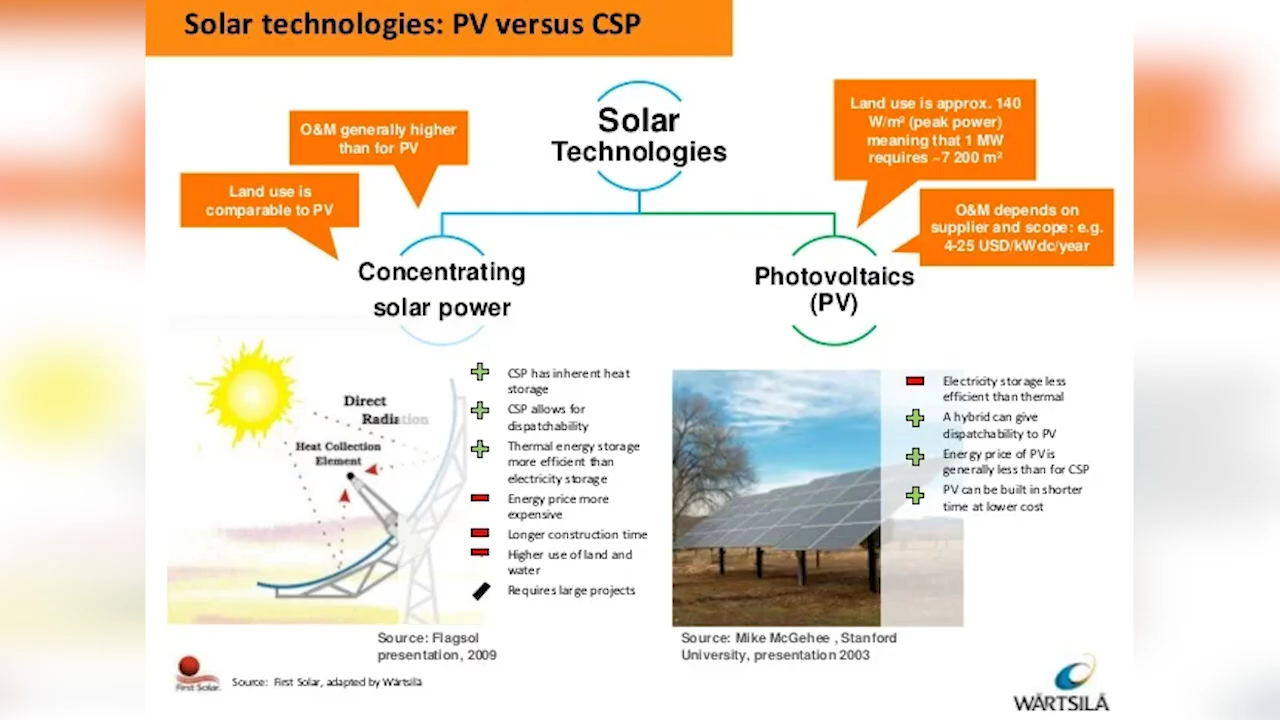 Solar technologies: PV versus CSP
Solar
Technologies
O&M generally higher
than for PV
Land use is
comparable to PV
Land use is approx. 140
W/m² (peak power)
meaning that 1 MW
requires ~7 200 m²
O&M depends on
supplier and scope: e.g.
4-25 USD/kWdc/year
Concentrating
solar power
Photovoltaics
(PV)
Direct
Radiation
Heat Collection
Element
CSP has inherent heat
storage
CSP allows for
dispatchability
Thermal energy storage
more efficient than
electricity storage
Energy price more
expensive
Longer construction time
Higher use of land and
water
Requires large projects
Electricity storage less
efficient than thermal
A hybrid can give
dispatchability to PV
Energy price of PV is
generally less than for CSP
PV can be built in shorter
time at lower cost
Source: Flagsol
presentation, 2009
Source: Mike McGehee , Stanford
University, presentation 2003
First Solar.
Source: First Solar, adapted by Wärtsilä
WÄRTSILÄ